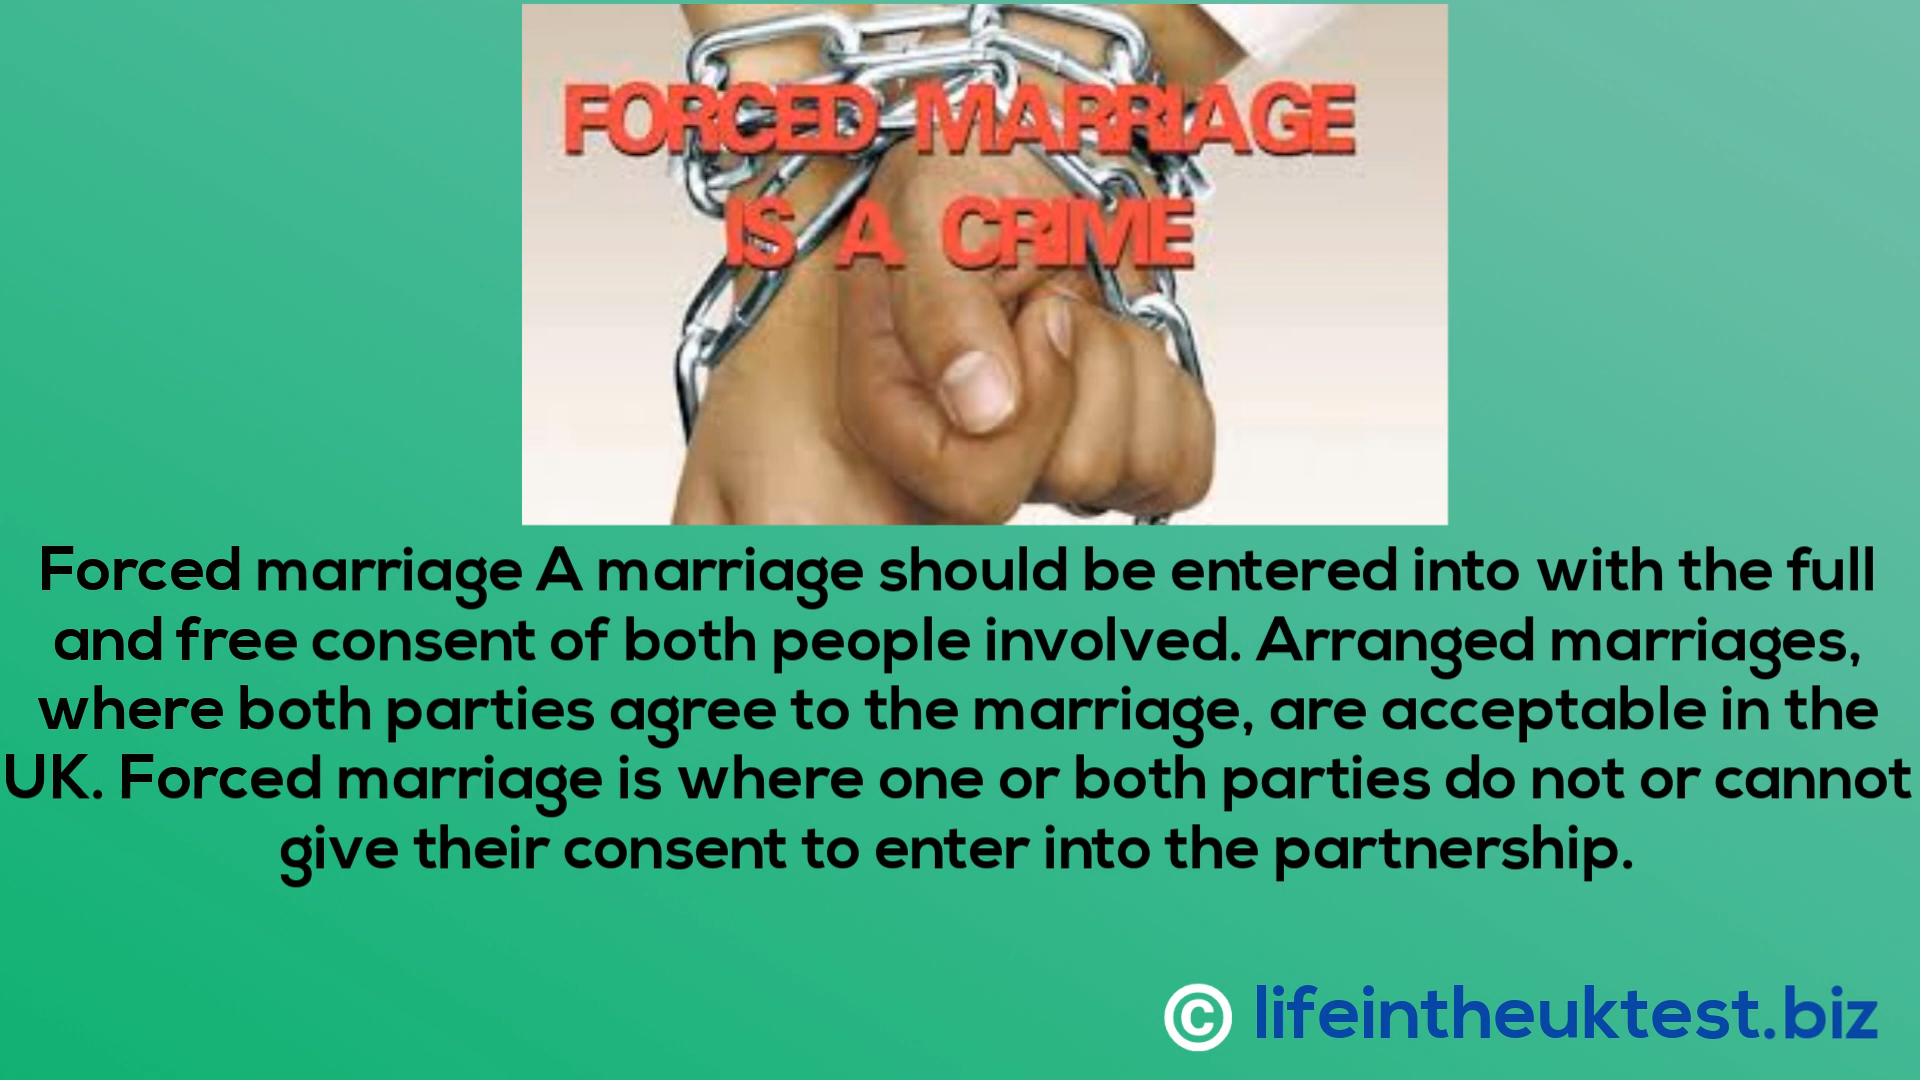 FORCED MARRIAGE
IS A CRIME
Forced marriage A marriage should be entered into with the full
and free consent of both people involved. Arranged marriages,
where both parties agree to the marriage, are acceptable in the
UK. Forced marriage is where one or both parties do not or cannot
give their consent to enter into the partnership.
© lifeintheuktest.biz